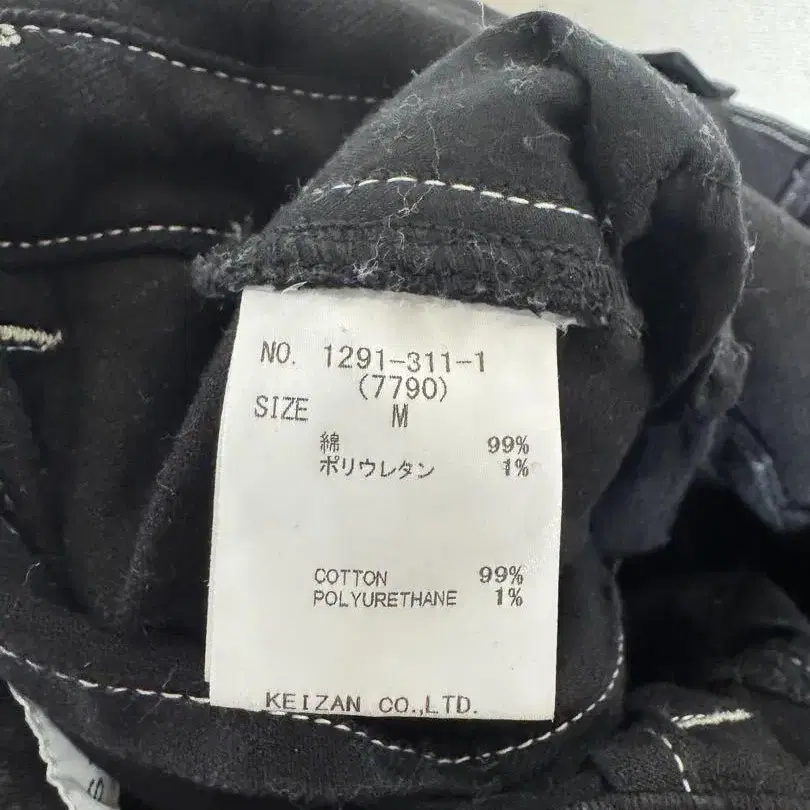 NO. 1291-311-1
(7790)
SIZE M
綿 99%
ポリウレタン 1%
COTTON 99%
POLYURETHANE 1%
KEIZAN CO.,LTD.